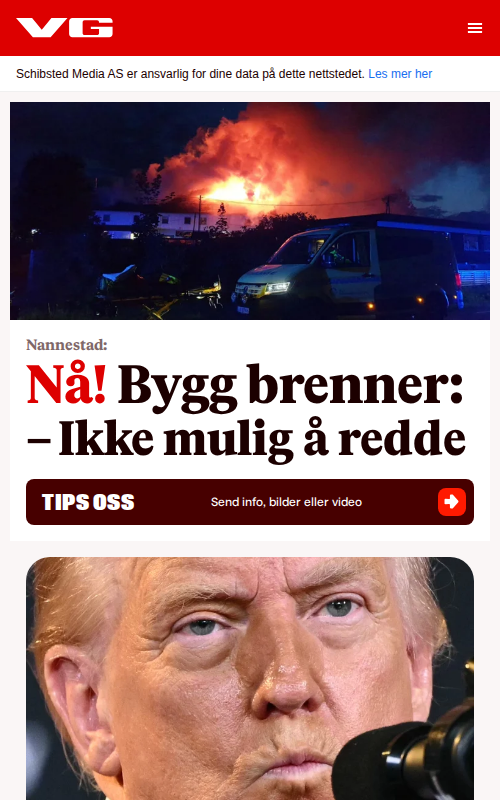 VG
Schibsted Media AS er ansvarlig for dine data på dette nettstedet. Les mer her
Nannestad:
Nå! Bygg brenner:
– Ikke mulig å redde
TIPS OSS
Send info, bilder eller video